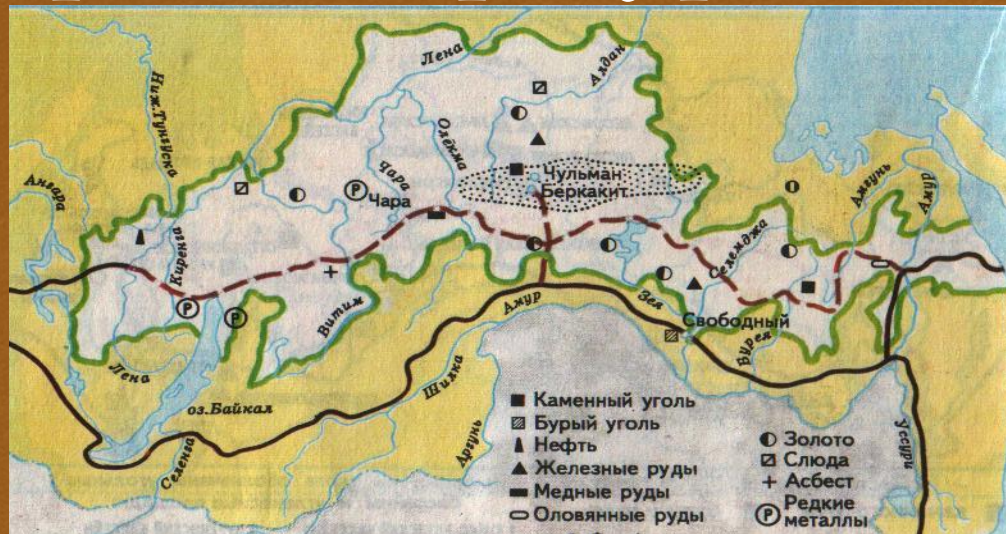 Лена
Алдан
Ниж.Тунгуска
Олёкма
Чара
Ангара
Р
Чара
Чульман
Беркакит
Амгунь
Амур
Киренга
Селемджа
Р
Р
Витим
Амур
Зея
Свободный
Бурея
Лена
оз.Байкал
Шилка
Селенга
Аргунь
Уссури
Каменный уголь
Бурый уголь
Нефть
Железные руды
Медные руды
Оловянные руды
Золото
Слюда
Асбест
Р Редкие
металлы